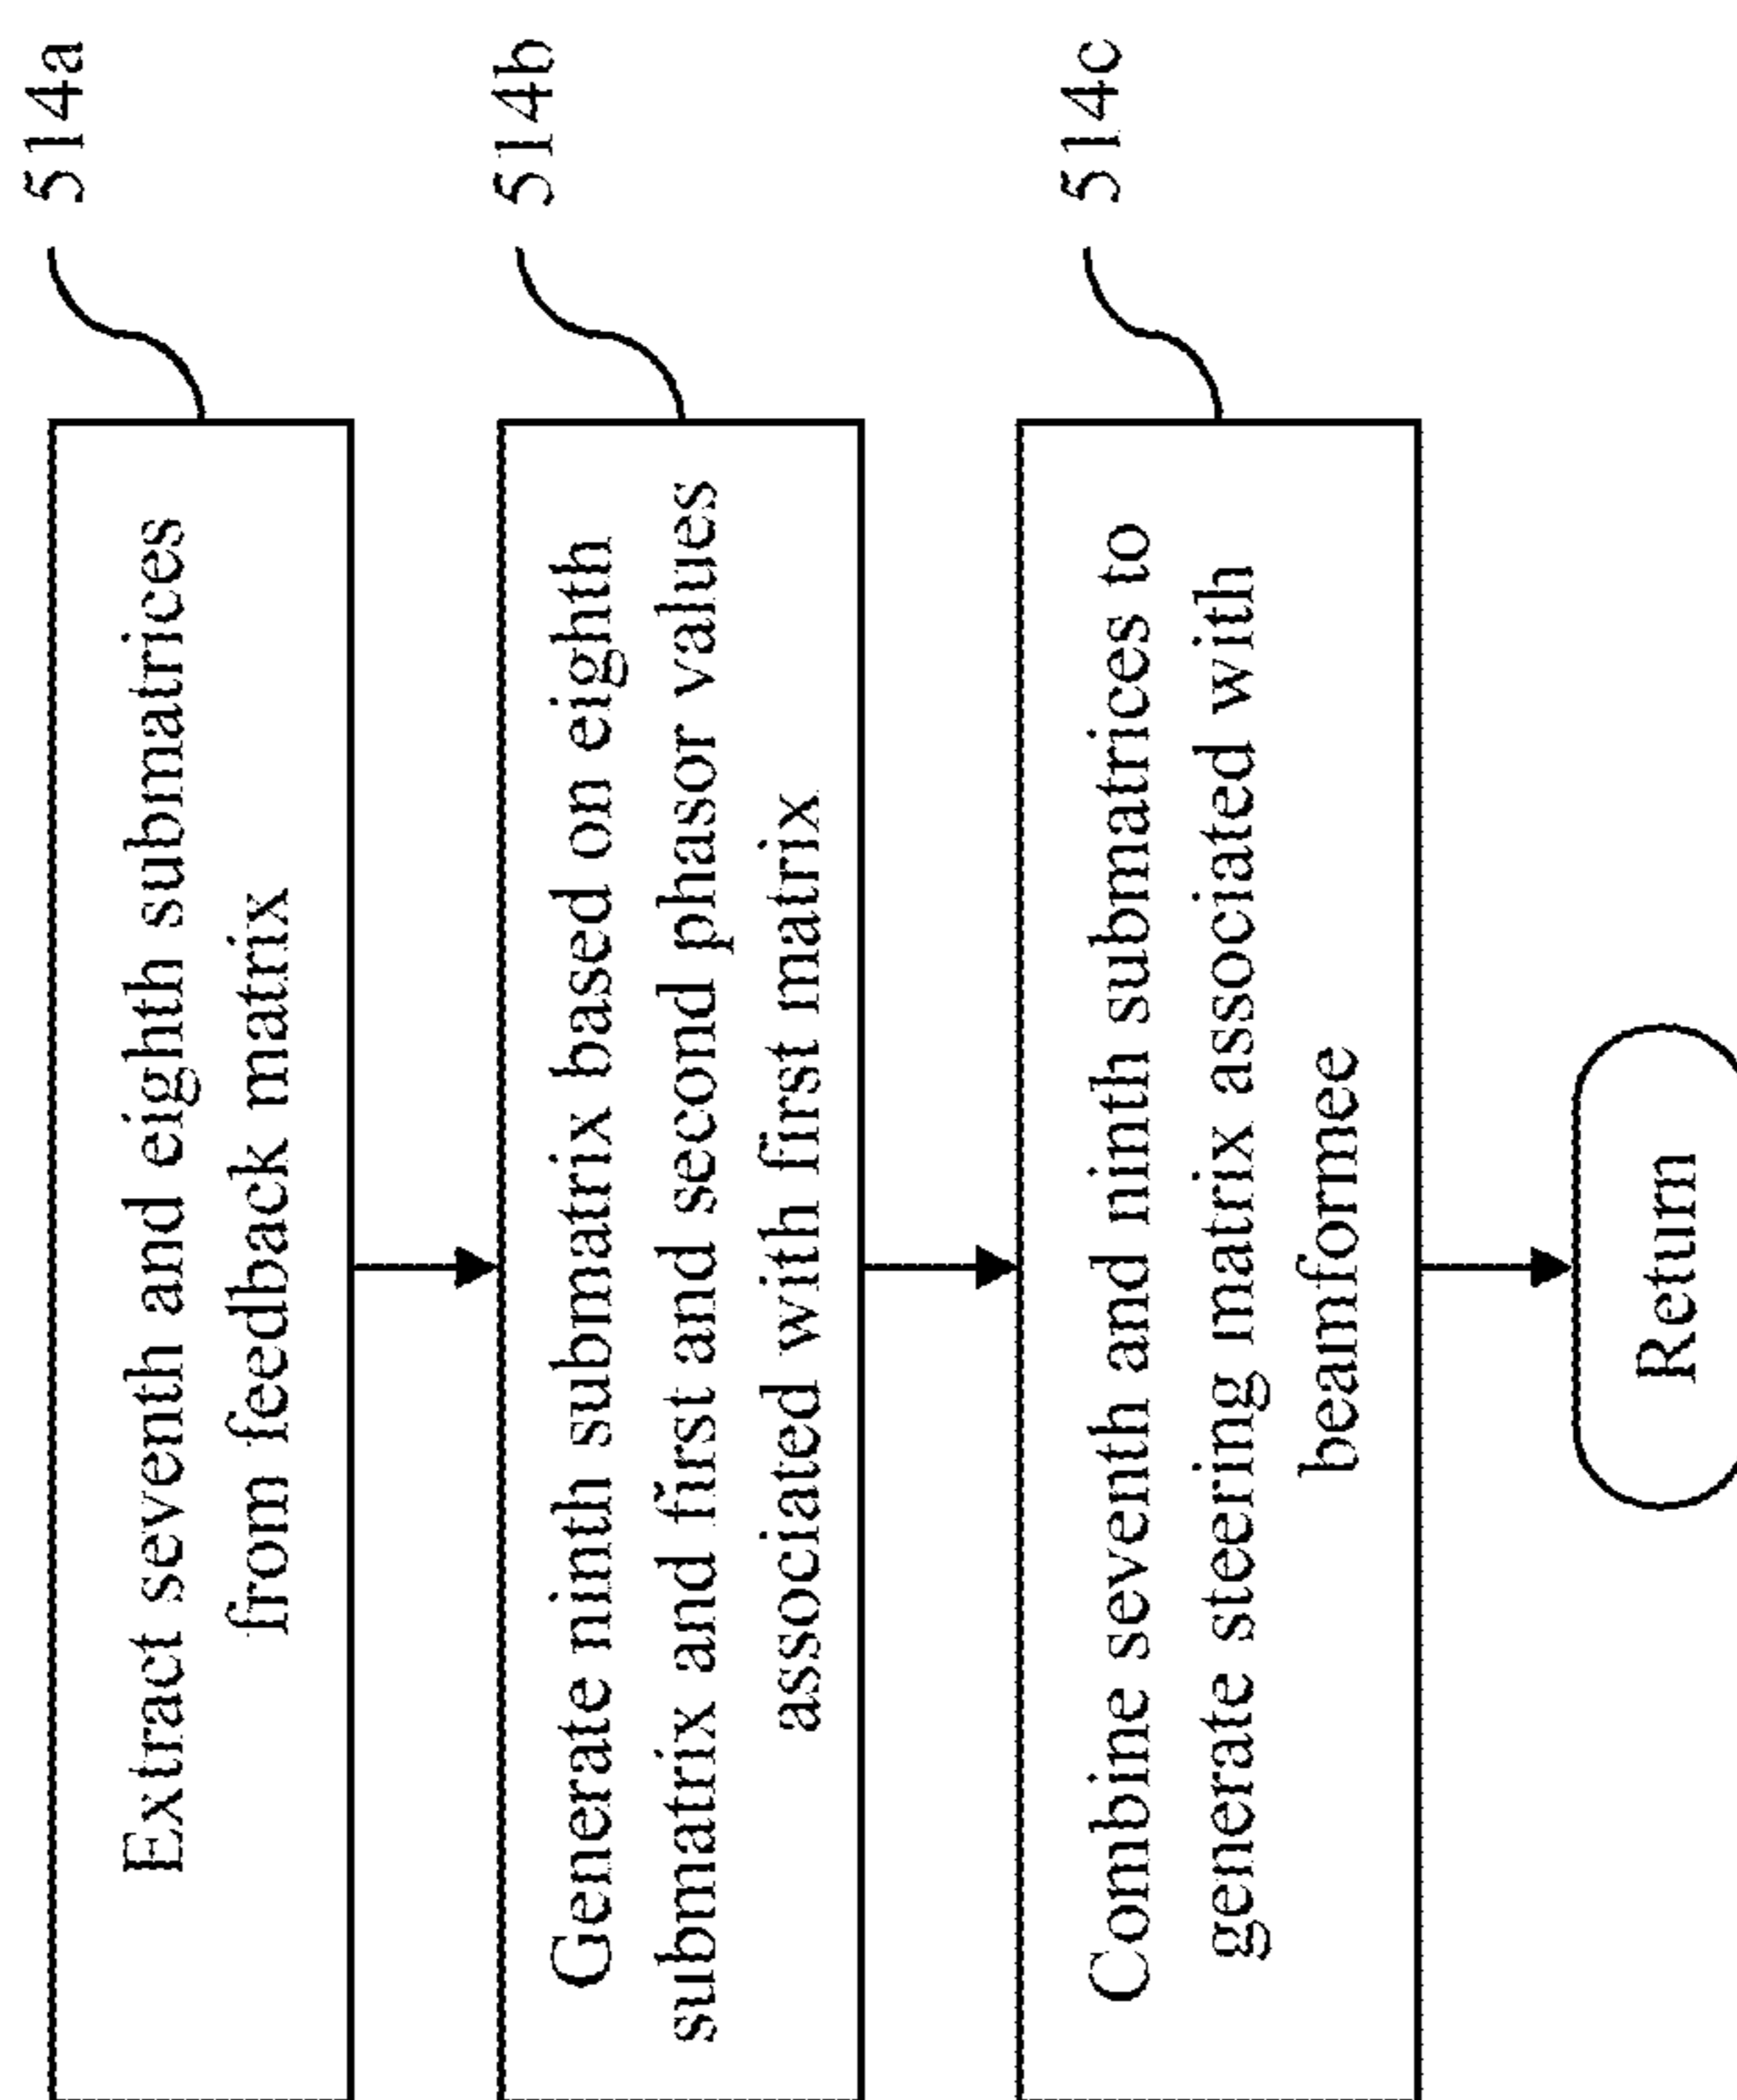 Extract seventh and eighth submatrices
from feedback matrix
514a
Generate ninth submatrix based on eighth
submatrix and first and second phasor values
associated with first matrix
514b
Combine seventh and ninth submatrices to
generate steering matrix associated with
beamformee
514c
Return